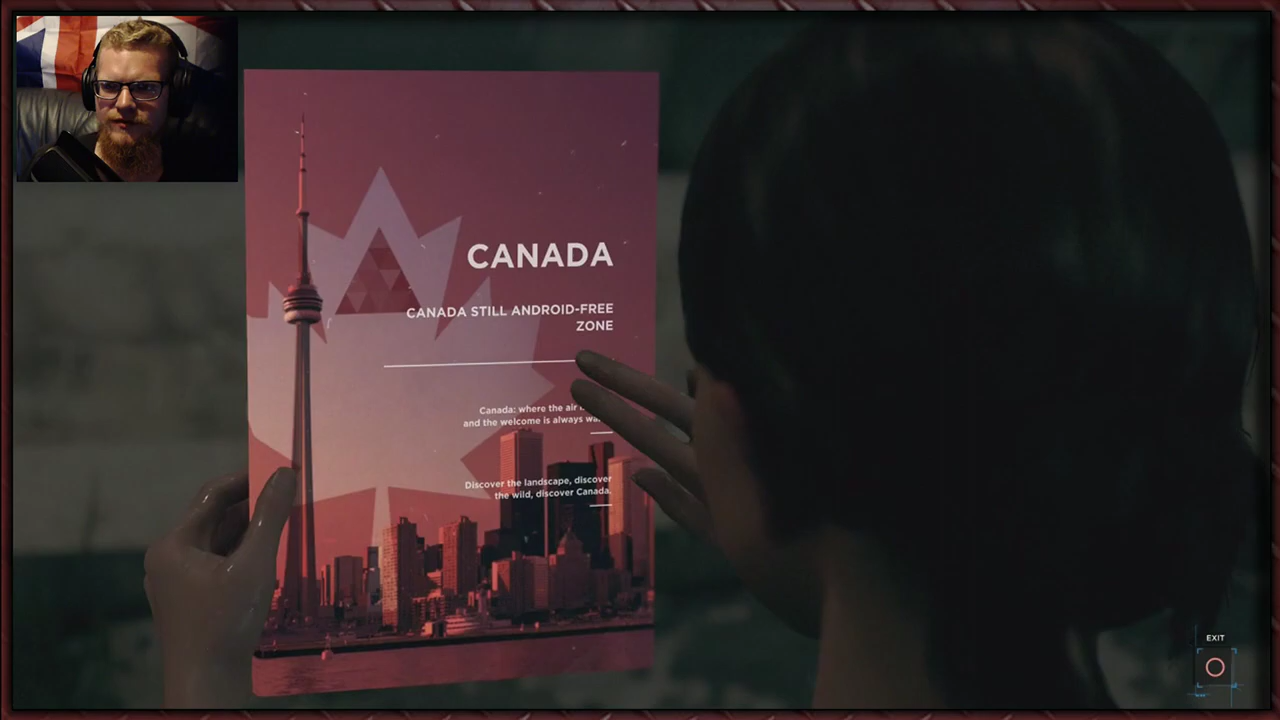 CANADA
CANADA STILL ANDROID-FREE
ZONE
Canada: where the air
and the welcome is always
Discover the landscape, discover
the wild, discover Canada.
EXIT